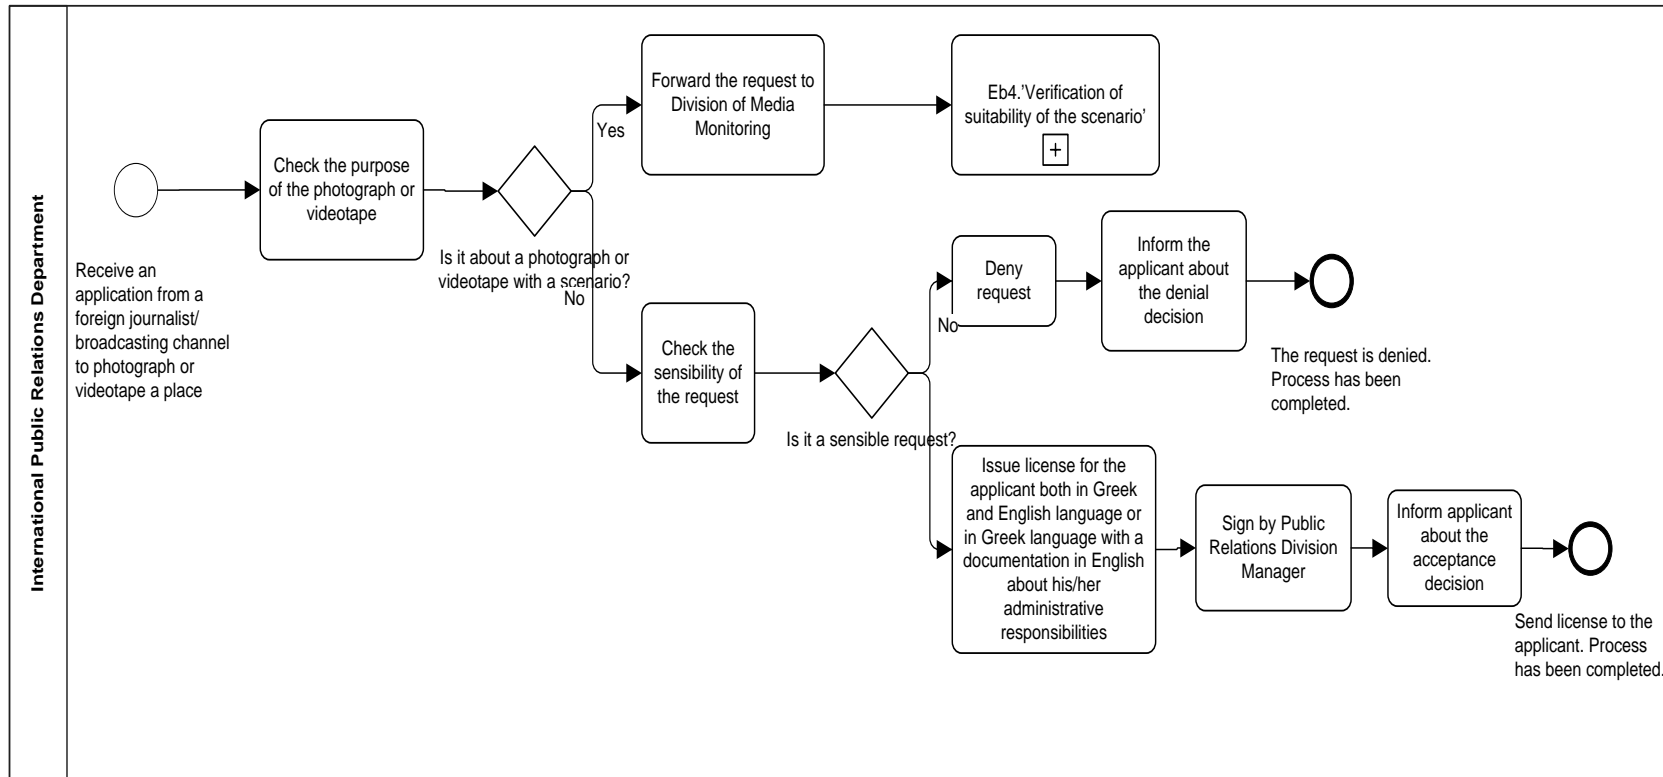 International Public Relations Department
Receive an
application from a
foreign journalist/
broadcasting channel
to photograph or
videotape a place
Check the purpose
of the photograph or
videotape
Is it about a photograph or
videotape with a scenario?
Yes
No
Forward the request to
Division of Media
Monitoring
Eb4.’Verification of
suitability of the scenario’
+
Check the
sensibility of
the request
Is it a sensible request?
No
Deny
request
Inform the
applicant about
the denial
decision
The request is denied.
Process has been
completed.
Issue license for the
applicant both in Greek
and English language or
in Greek language with a
documentation in English
about his/her
administrative
responsibilities
Sign by Public
Relations Division
Manager
Inform applicant
about the
acceptance
decision
Send license to the
applicant. Process
has been completed.